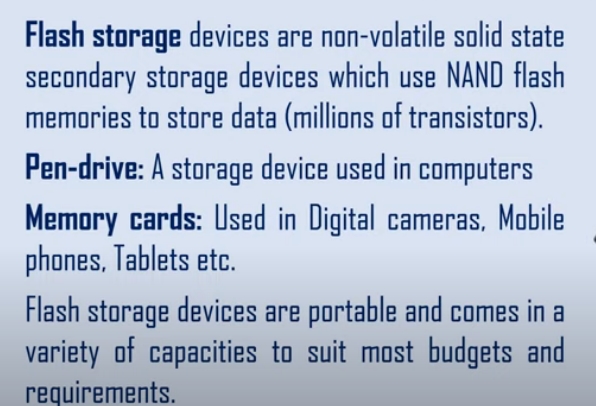 Flash storage devices are non-volatile solid state
secondary storage devices which use NAND flash
memories to store data (millions of transistors).
Pen-drive: A storage device used in computers
Memory cards: Used in Digital cameras, Mobile
phones, Tablets etc.
Flash storage devices are portable and comes in a
variety of capacities to suit most budgets and
requirements.